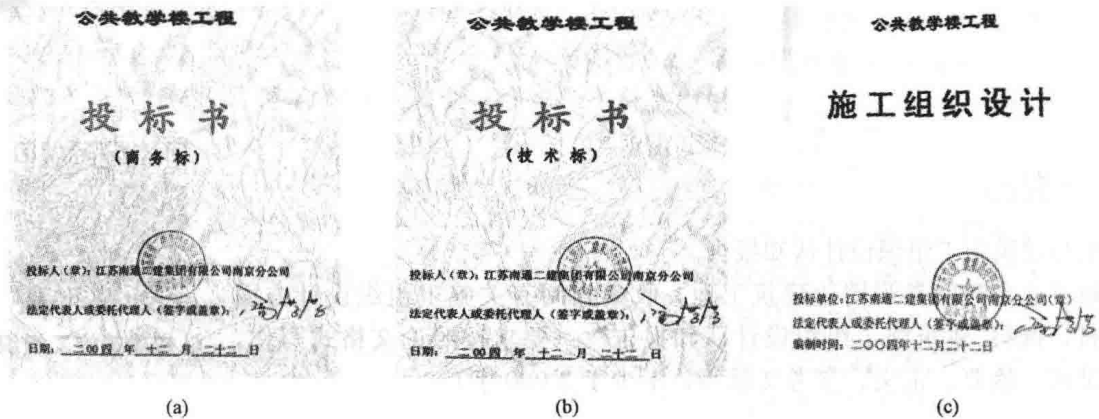 公共教学楼工程
投标书
（商务标）
投标人（章）：江苏南通二建集团有限公司南京分公司
法定代表人或委托代理人（签字或盖章）：
日期：二00四年十二月二十二日
(a)
公共教学楼工程
投标书
（技术标）
投标人（章）：江苏南通二建集团有限公司南京分公司
法定代表人或委托代理人（签字或盖章）：
日期：二00四年十二月二十二日
(b)
公共教学楼工程
施工组织设计
投标单位：江苏南通二建集团有限公司南京分公司（章）
法定代表人或委托代理人（签字或盖章）：
编制时间：二〇〇四年十二月二十二日
(c)